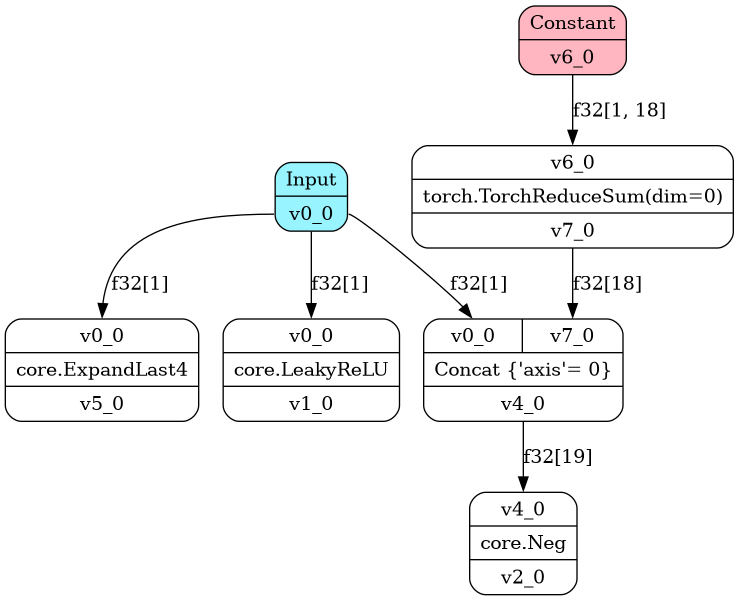 Constant
v6_0
f32[1, 18]
v6_0
torch.TorchReduceSum(dim=0)
v7_0
Input
v0_0
f32[1]
f32[1]
f32[1]
f32[18]
v0_0
core.ExpandLast4
v5_0
v0_0
core.LeakyReLU
v1_0
v0_0 v7_0
Concat {'axis'= 0}
v4_0
f32[19]
v4_0
core.Neg
v2_0